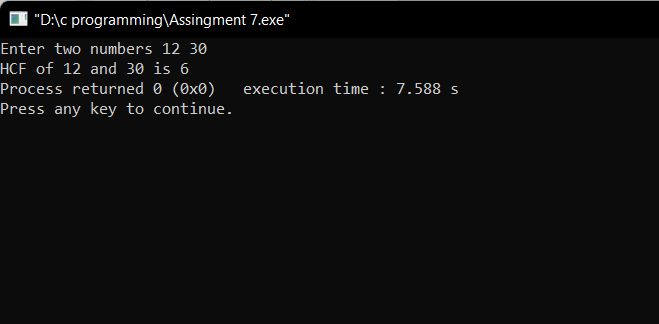 "D:\c programming\Assingment 7.exe"
Enter two numbers 12 30
HCF of 12 and 30 is 6
Process returned 0 (0x0)   execution time : 7.588 s
Press any key to continue.